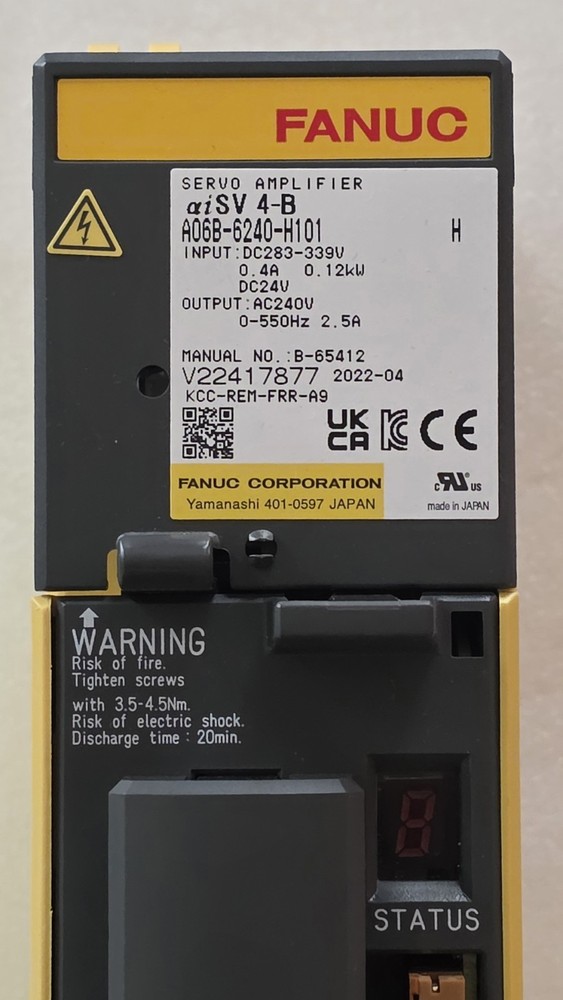 FANUC
SERVO AMPLIFIER
αiSV 4-B
A06B-6240-H101 H
INPUT:DC283-339V
0.4A 0.12kW
DC24V
OUTPUT:AC240V
0-550Hz 2.5A
MANUAL NO.:B-65412
V22417877 2022-04
KCC-REM-FRR-A9
UK
CA CE
FANUC CORPORATION
Yamanashi 401-0597 JAPAN
c RU US
made in JAPAN
WARNING
Risk of fire.
Tighten screws
with 3.5-4.5Nm.
Risk of electric shock.
Discharge time : 20min.
STATUS